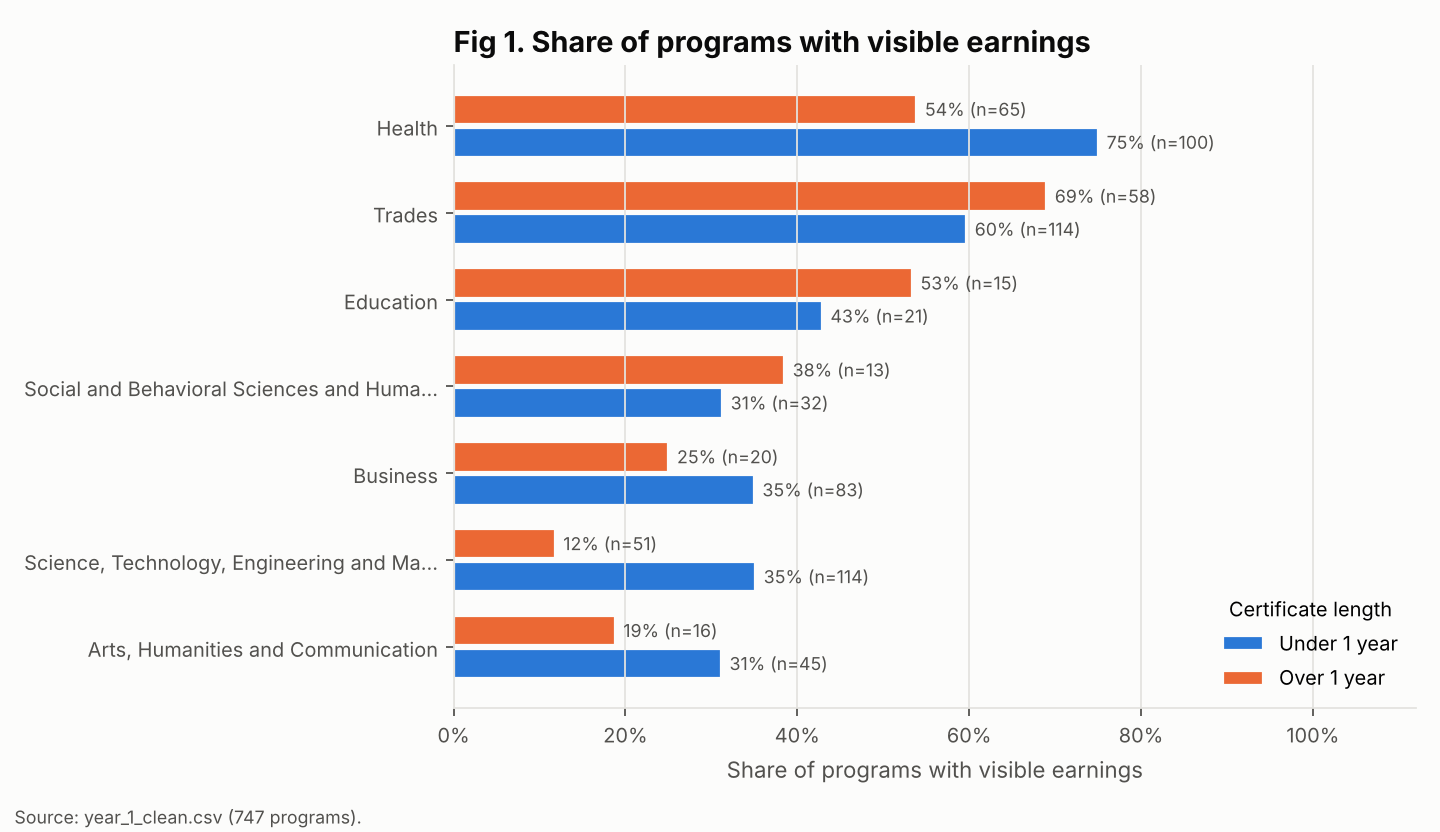 Fig 1. Share of programs with visible earnings
Health
54% (n=65)
75% (n=100)
Trades
69% (n=58)
60% (n=114)
Education
53% (n=15)
43% (n=21)
Social and Behavioral Sciences and Huma...
38% (n=13)
31% (n=32)
Business
25% (n=20)
35% (n=83)
Science, Technology, Engineering and Ma...
12% (n=51)
35% (n=114)
Arts, Humanities and Communication
19% (n=16)
31% (n=45)
Certificate length
Under 1 year
Over 1 year
0% 20% 40% 60% 80% 100%
Share of programs with visible earnings
Source: year_1_clean.csv (747 programs).